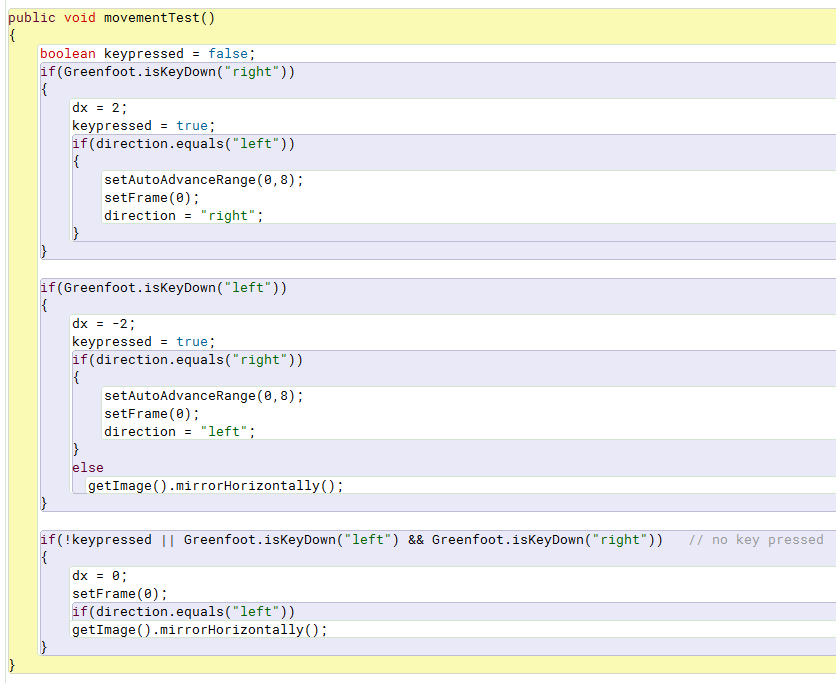 public void movementTest()
{
    boolean keypressed = false;
    if(Greenfoot.isKeyDown("right"))
    {
        dx = 2;
        keypressed = true;
        if(direction.equals("left"))
        {
            setAutoAdvanceRange(0,8);
            setFrame(0);
            direction = "right";
        }
    }

    if(Greenfoot.isKeyDown("left"))
    {
        dx = -2;
        keypressed = true;
        if(direction.equals("right"))
        {
            setAutoAdvanceRange(0,8);
            setFrame(0);
            direction = "left";
        }
        else
          getImage().mirrorHorizontally();
    }

    if(!keypressed || Greenfoot.isKeyDown("left") && Greenfoot.isKeyDown("right"))   // no key pressed
    {
        dx = 0;
        setFrame(0);
        if(direction.equals("left"))
        getImage().mirrorHorizontally();
    }
}